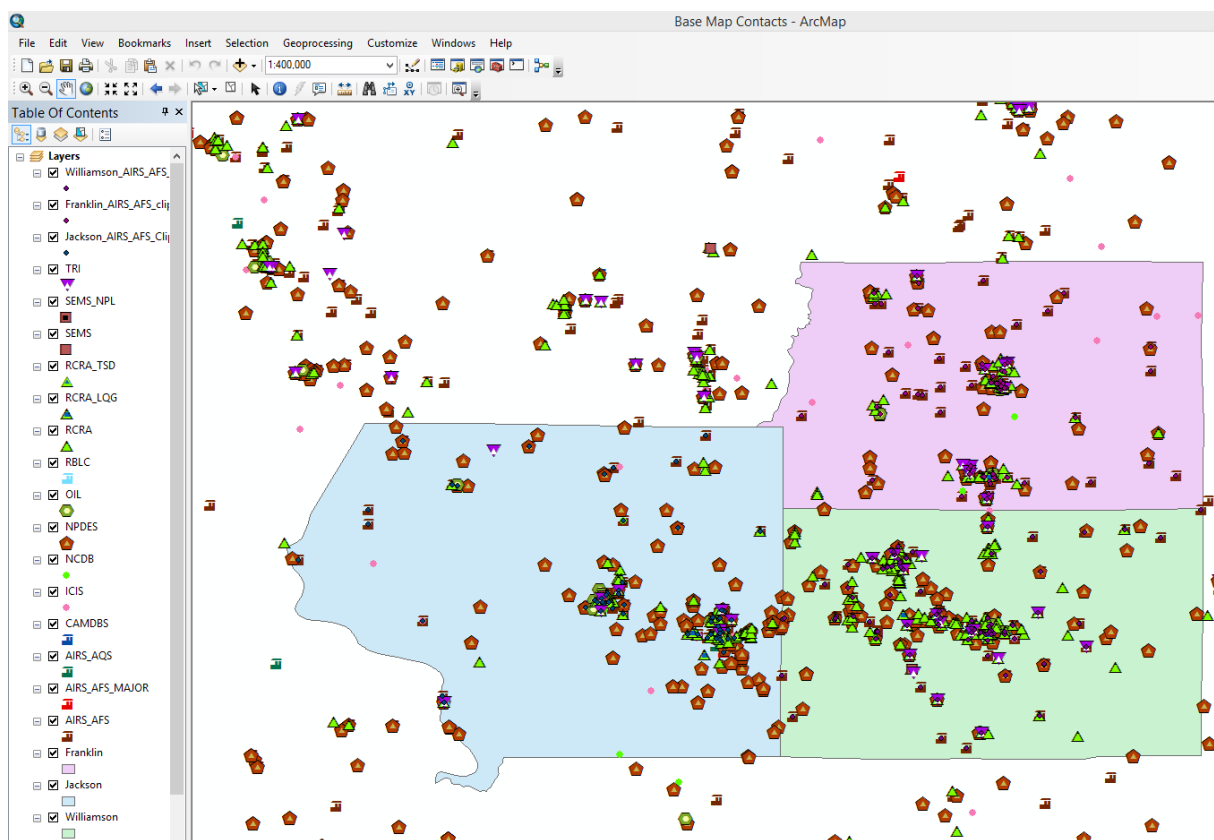 Base Map Contacts - ArcMap
File Edit View Bookmarks Insert Selection Geoprocessing Customize Windows Help
1:400,000
Table Of Contents
Layers
Williamson_AIRS_AFS_
Franklin_AIRS_AFS_clip
Jackson_AIRS_AFS_Cli
TRI
SEMS_NPL
SEMS
RCRA_TSD
RCRA_LQG
RCRA
RBLC
OIL
NPDES
NCDB
ICIS
CAMDBS
AIRS_AQS
AIRS_AFS_MAJOR
AIRS_AFS
Franklin
Jackson
Williamson